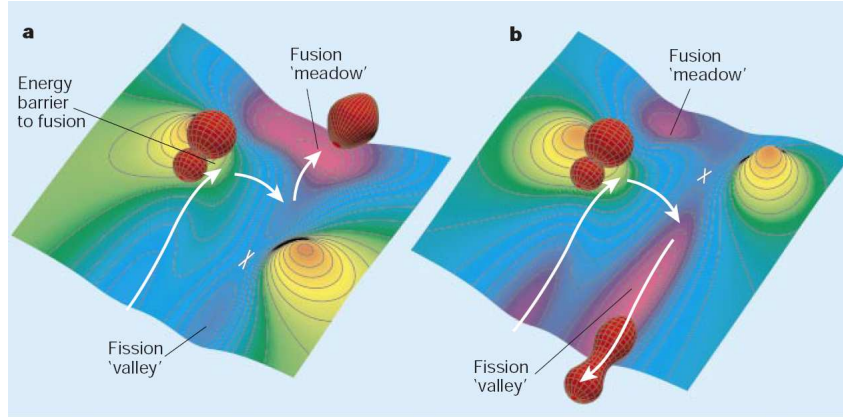 a
Energy
barrier
to fusion
Fusion
‘meadow’
X
Fission
‘valley’
b
Fusion
‘meadow’
X
Fission
‘valley’